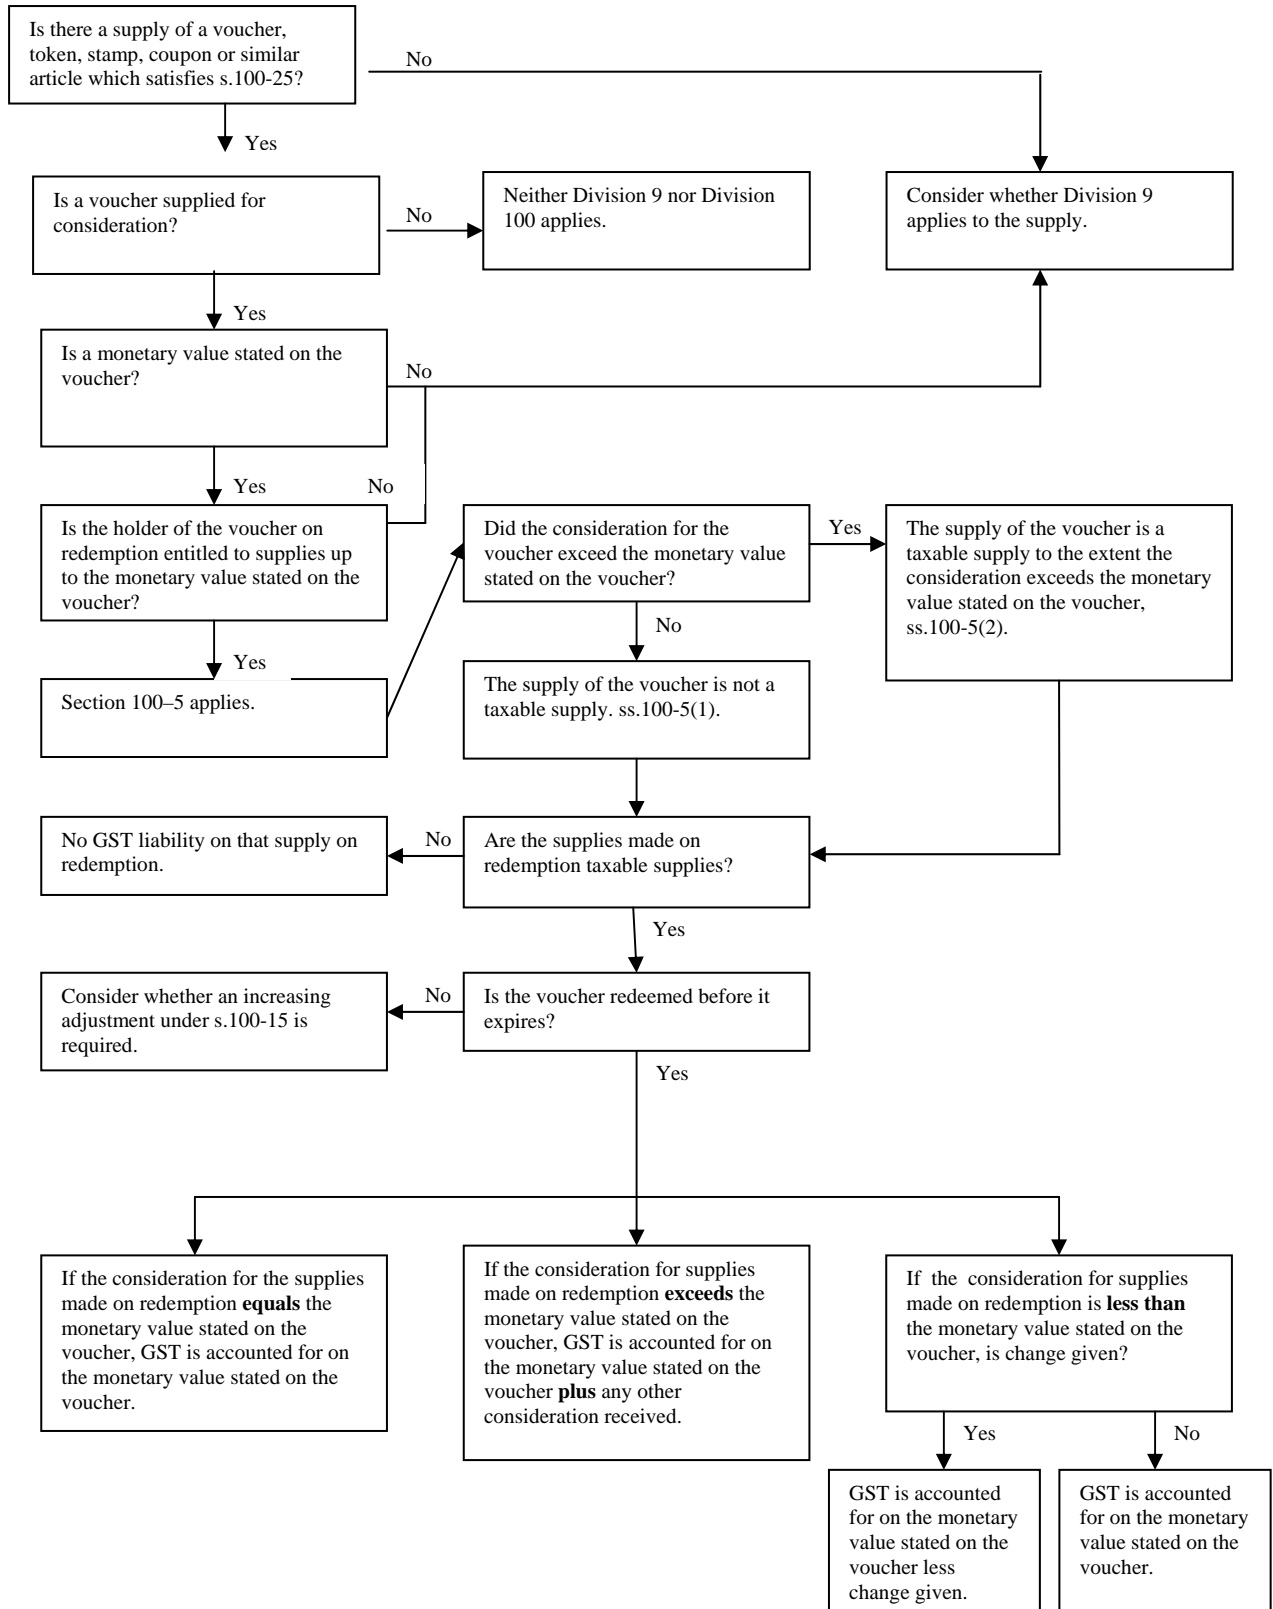 Is there a supply of a voucher,
token, stamp, coupon or similar
article which satisfies s.100-25?
No
Yes
Is a voucher supplied for
consideration?
No
Neither Division 9 nor Division
100 applies.
Consider whether Division 9
applies to the supply.
Yes
Is a monetary value stated on the
voucher?
No
Yes
No
Is the holder of the voucher on
redemption entitled to supplies up
to the monetary value stated on the
voucher?
Did the consideration for the
voucher exceed the monetary value
stated on the voucher?
Yes
The supply of the voucher is a
taxable supply to the extent the
consideration exceeds the monetary
value stated on the voucher,
ss.100-5(2).
No
Yes
Section 100–5 applies.
The supply of the voucher is not a
taxable supply. ss.100-5(1).
No GST liability on that supply on
redemption.
No
Are the supplies made on
redemption taxable supplies?
Yes
Consider whether an increasing
adjustment under s.100-15 is
required.
No
Is the voucher redeemed before it
expires?
Yes
If the consideration for the supplies
made on redemption equals the
monetary value stated on the
voucher, GST is accounted for on
the monetary value stated on the
voucher.
If the consideration for supplies
made on redemption exceeds the
monetary value stated on the
voucher, GST is accounted for on
the monetary value stated on the
voucher plus any other
consideration received.
If the consideration for supplies
made on redemption is less than
the monetary value stated on the
voucher, is change given?
Yes
No
GST is accounted
for on the monetary
value stated on the
voucher less
change given.
GST is accounted
for on the monetary
value stated on the
voucher.